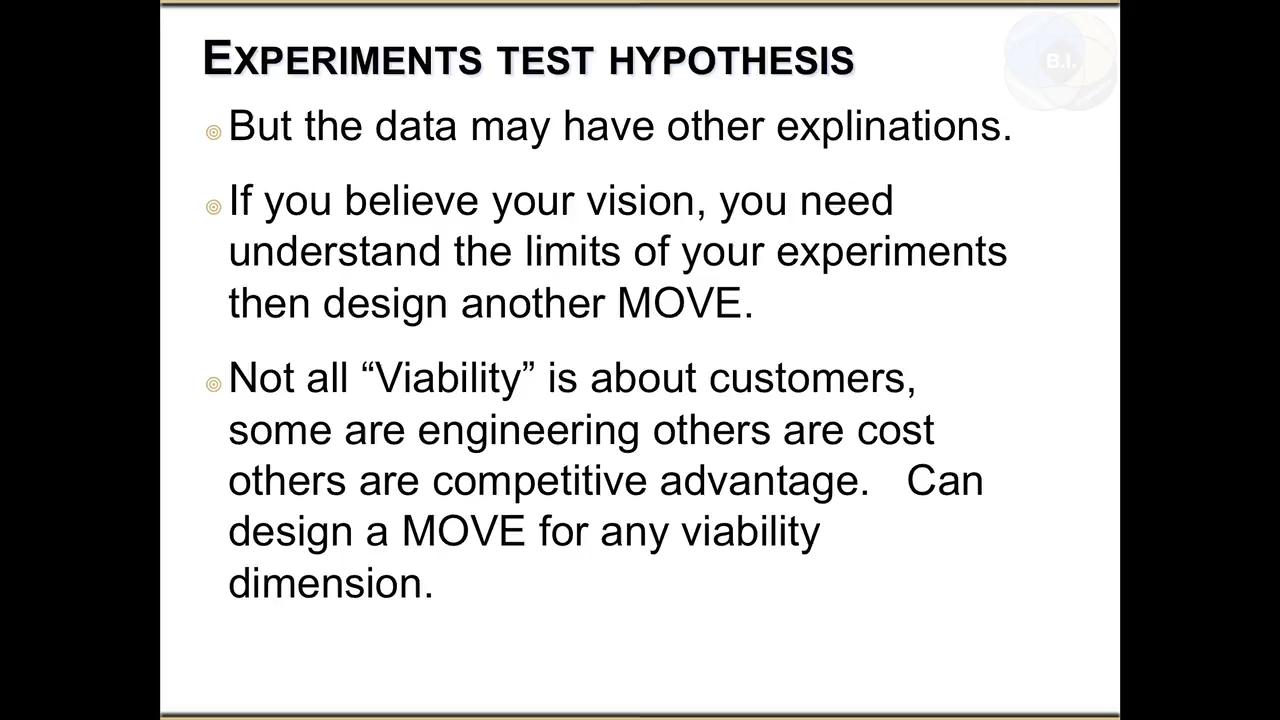 EXPERIMENTS TEST HYPOTHESIS
B.I.
But the data may have other explinations.
If you believe your vision, you need
understand the limits of your experiments
then design another MOVE.
Not all “Viability” is about customers,
some are engineering others are cost
others are competitive advantage.   Can
design a MOVE for any viability
dimension.